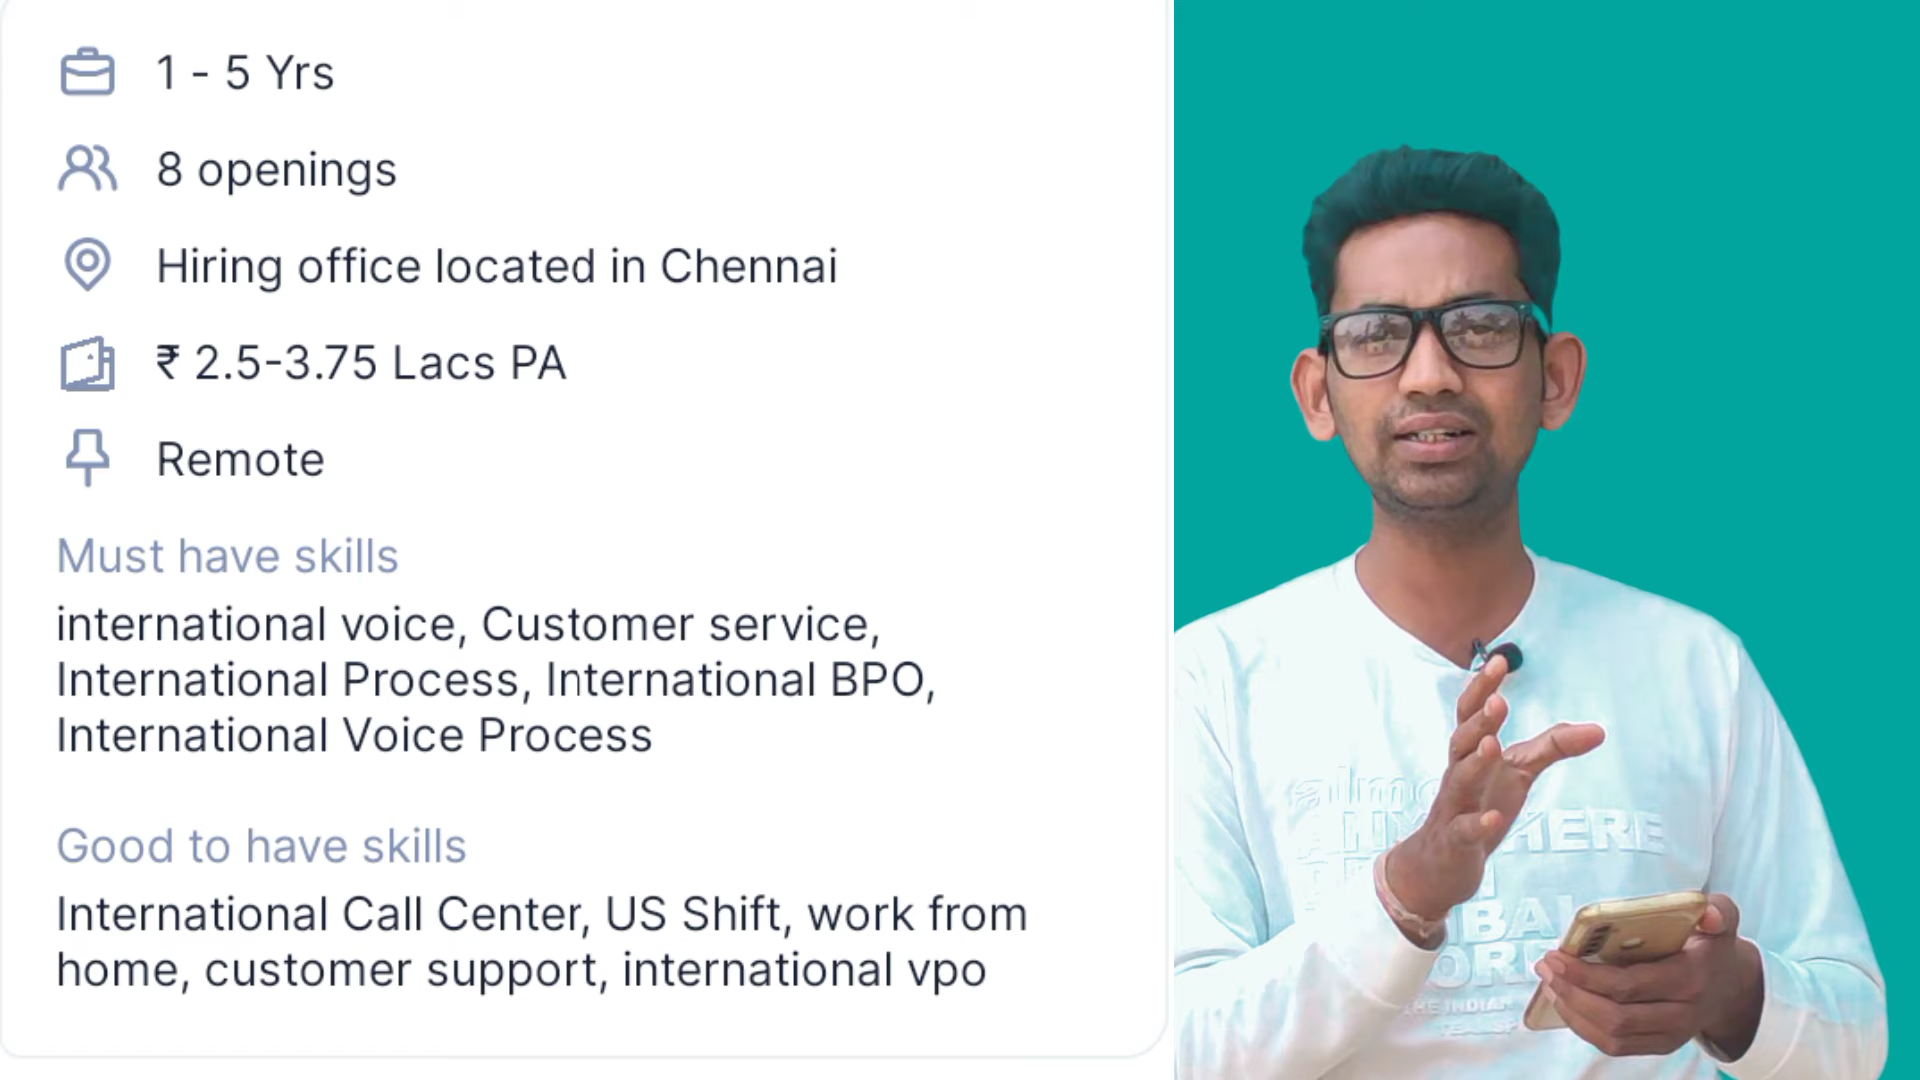 1 - 5 Yrs
8 openings
Hiring office located in Chennai
₹ 2.5-3.75 Lacs PA
Remote
Must have skills
international voice, Customer service,
International Process, International BPO,
International Voice Process
Good to have skills
International Call Center, US Shift, work from
home, customer support, international vpo
THE INDIAN